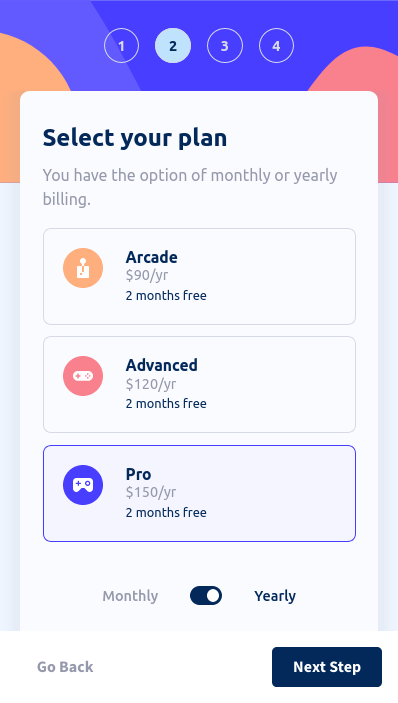 1 2 3 4
Select your plan
You have the option of monthly or yearly
billing.
Arcade
$90/yr
2 months free
Advanced
$120/yr
2 months free
Pro
$150/yr
2 months free
Monthly Yearly
Go Back Next Step